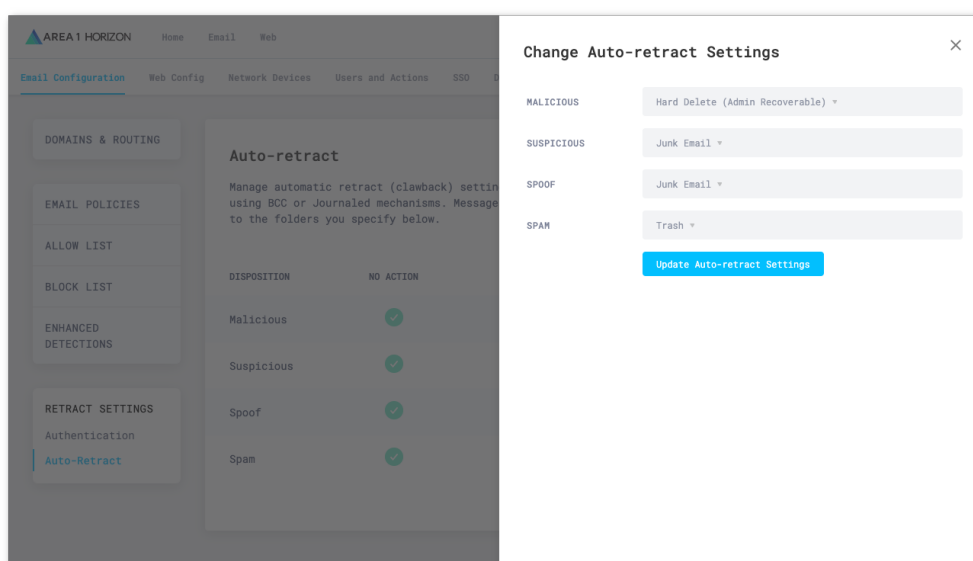 AREA 1 HORIZON Home Email Web
Email Configuration Web Config Network Devices Users and Actions SSO D
DOMAINS & ROUTING
EMAIL POLICIES
ALLOW LIST
BLOCK LIST
ENHANCED
DETECTIONS
RETRACT SETTINGS
Authentication
Auto-Retract
Auto-retract
Manage automatic retract (clawback) settin
using BCC or Journaled mechanisms. Message
to the folders you specify below.
DISPOSITION NO ACTION
Malicious
Suspicious
Spoof
Spam
Change Auto-retract Settings
MALICIOUS Hard Delete (Admin Recoverable)
SUSPICIOUS Junk Email
SPOOF Junk Email
SPAM Trash
Update Auto-retract Settings